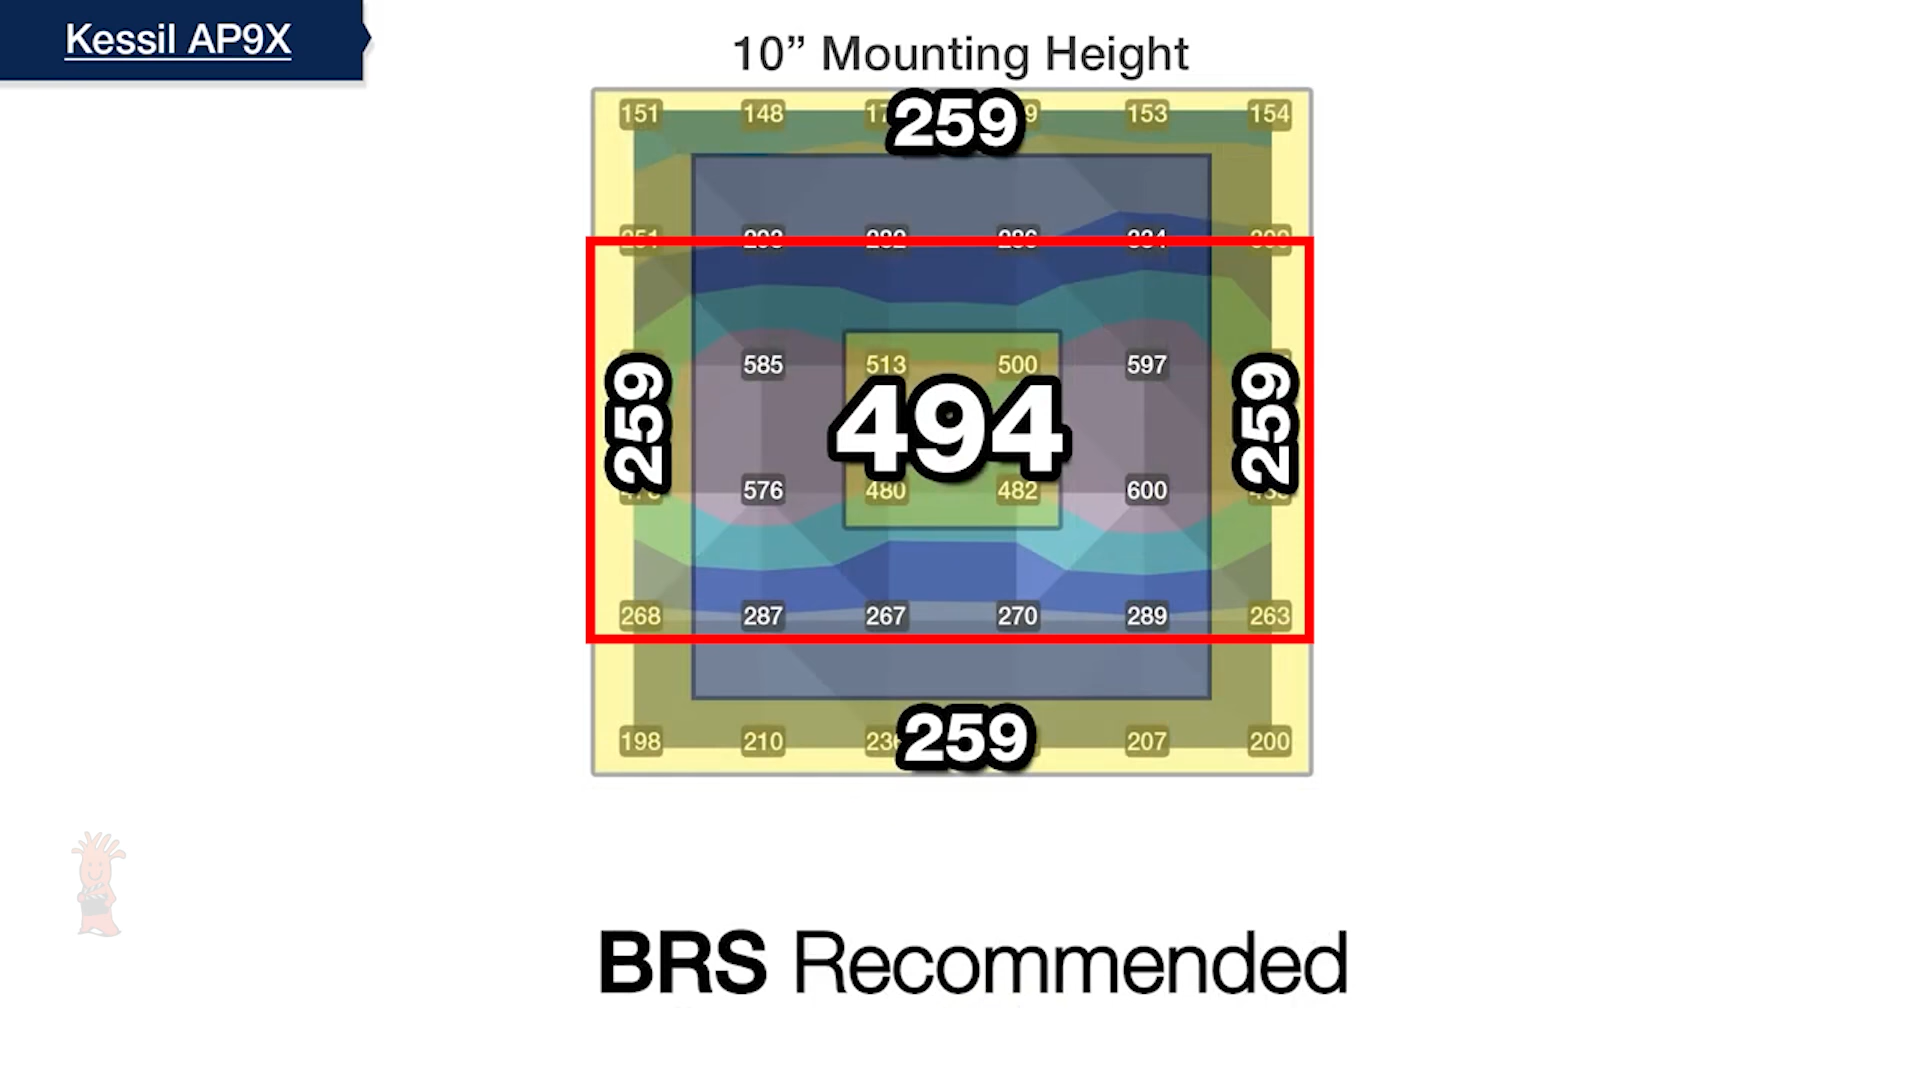 Kessil AP9X
10” Mounting Height
151 148 259 153 154
585 513 500 597
259 494 259
576 480 482 600
268 287 267 270 289 263
198 210 259 207 200
BRS Recommended